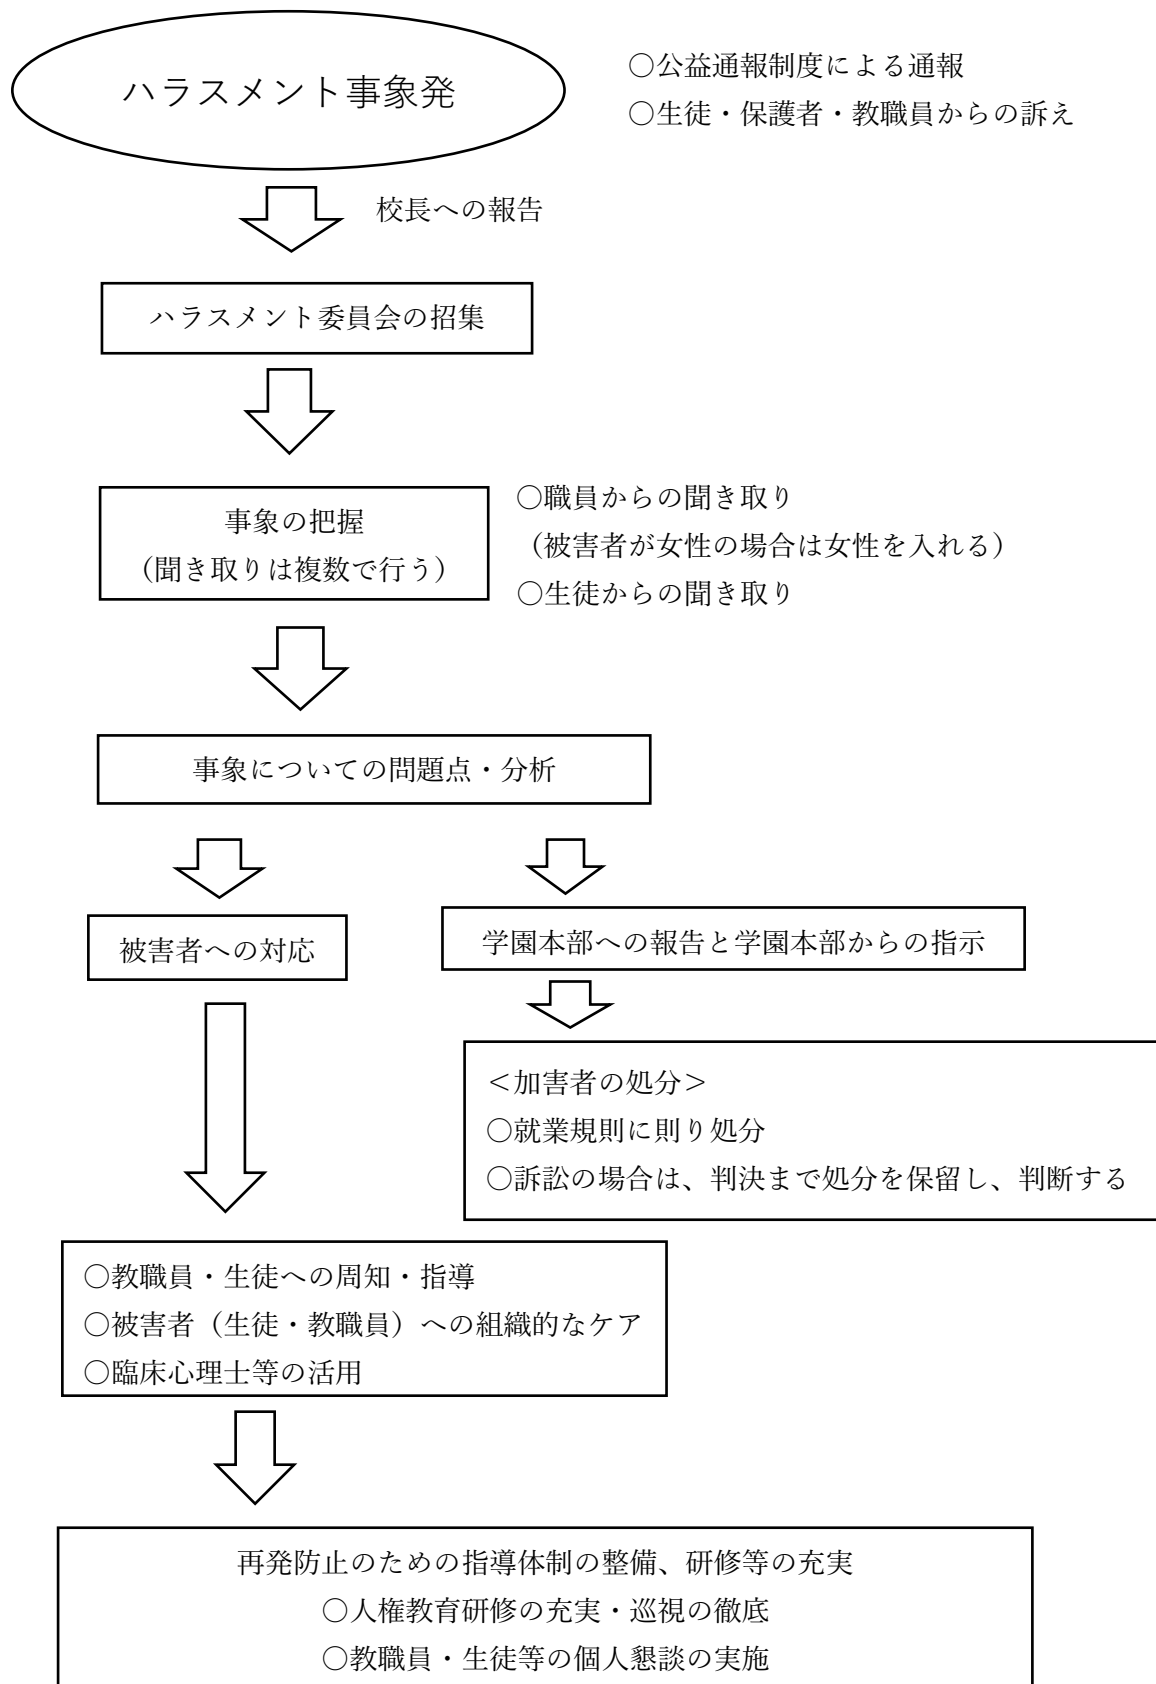 ハラスメント事象発
○公益通報制度による通報
○生徒・保護者・教職員からの訴え
校長への報告
ハラスメント委員会の招集
事象の把握
（聞き取りは複数で行う）
○職員からの聞き取り
（被害者が女性の場合は女性を入れる）
○生徒からの聞き取り
事象についての問題点・分析
被害者への対応
学園本部への報告と学園本部からの指示
＜加害者の処分＞
○就業規則に則り処分
○訴訟の場合は、判決まで処分を保留し、判断する
○教職員・生徒への周知・指導
○被害者（生徒・教職員）への組織的なケア
○臨床心理士等の活用
再発防止のための指導体制の整備、研修等の充実
○人権教育研修の充実・巡視の徹底
○教職員・生徒等の個人懇談の実施